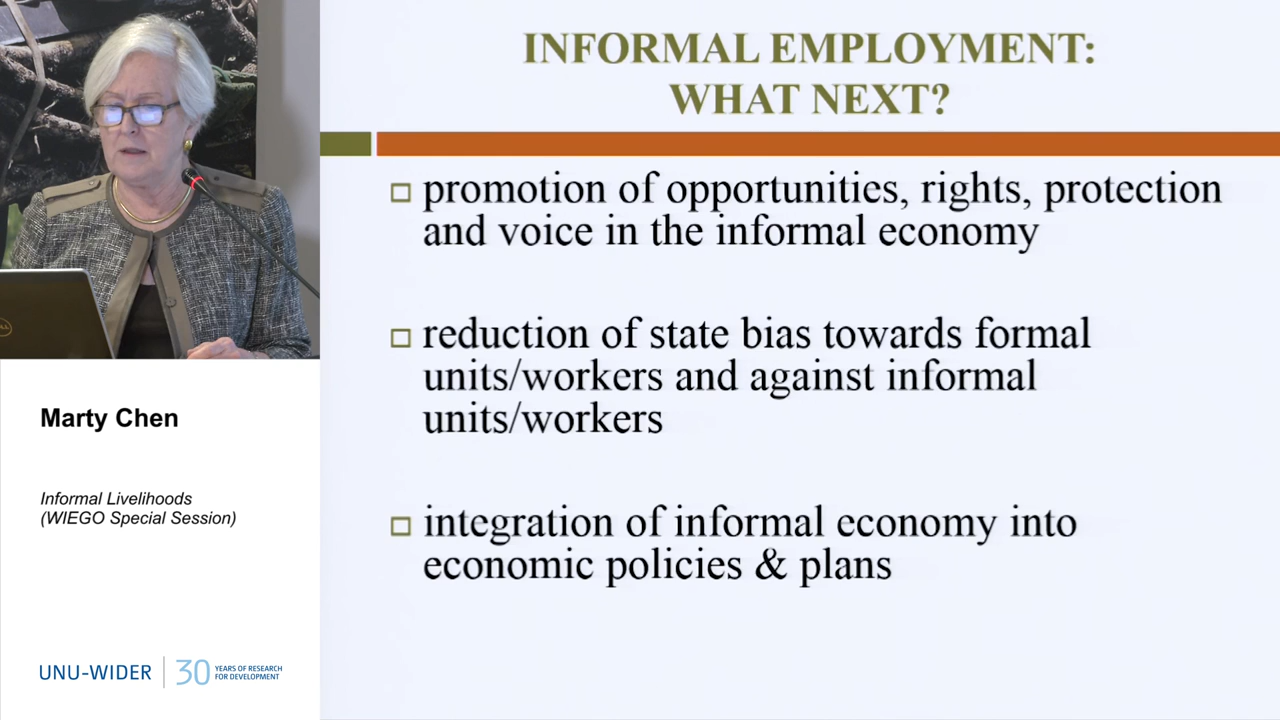 INFORMAL EMPLOYMENT:
WHAT NEXT?
promotion of opportunities, rights, protection
and voice in the informal economy
reduction of state bias towards formal
units/workers and against informal
units/workers
integration of informal economy into
economic policies & plans
Marty Chen
Informal Livelihoods
(WIEGO Special Session)
UNU-WIDER
30 YEARS OF RESEARCH
FOR DEVELOPMENT